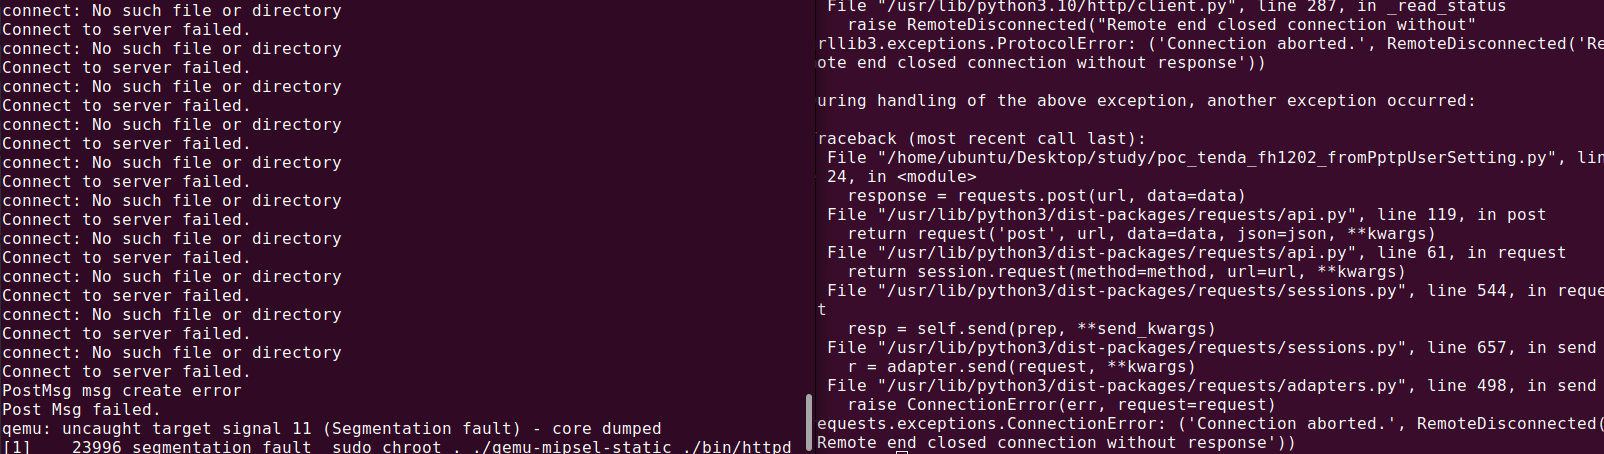 connect: No such file or directory
Connect to server failed.
connect: No such file or directory
Connect to server failed.
connect: No such file or directory
Connect to server failed.
connect: No such file or directory
Connect to server failed.
connect: No such file or directory
Connect to server failed.
connect: No such file or directory
Connect to server failed.
connect: No such file or directory
Connect to server failed.
connect: No such file or directory
Connect to server failed.
connect: No such file or directory
Connect to server failed.
connect: No such file or directory
Connect to server failed.
PostMsg msg create error
Post Msg failed.
qemu: uncaught target signal 11 (Segmentation fault) - core dumped
[1]    23996 segmentation fault  sudo chroot . ./qemu-mipsel-static ./bin/httpd
File "/usr/lib/python3.10/http/client.py", line 287, in _read_status
raise RemoteDisconnected("Remote end closed connection without"
rllib3.exceptions.ProtocolError: ('Connection aborted.', RemoteDisconnected('Re
ote end closed connection without response'))
uring handling of the above exception, another exception occurred:
raceback (most recent call last):
File "/home/ubuntu/Desktop/study/poc_tenda_fh1202_fromPptpUserSetting.py", lin
24, in <module>
response = requests.post(url, data=data)
File "/usr/lib/python3/dist-packages/requests/api.py", line 119, in post
return request('post', url, data=data, json=json, **kwargs)
File "/usr/lib/python3/dist-packages/requests/api.py", line 61, in request
return session.request(method=method, url=url, **kwargs)
File "/usr/lib/python3/dist-packages/requests/sessions.py", line 544, in reque
t
resp = self.send(prep, **send_kwargs)
File "/usr/lib/python3/dist-packages/requests/sessions.py", line 657, in send
r = adapter.send(request, **kwargs)
File "/usr/lib/python3/dist-packages/requests/adapters.py", line 498, in send
raise ConnectionError(err, request=request)
equests.exceptions.ConnectionError: ('Connection aborted.', RemoteDisconnected(
Remote end closed connection without response'))